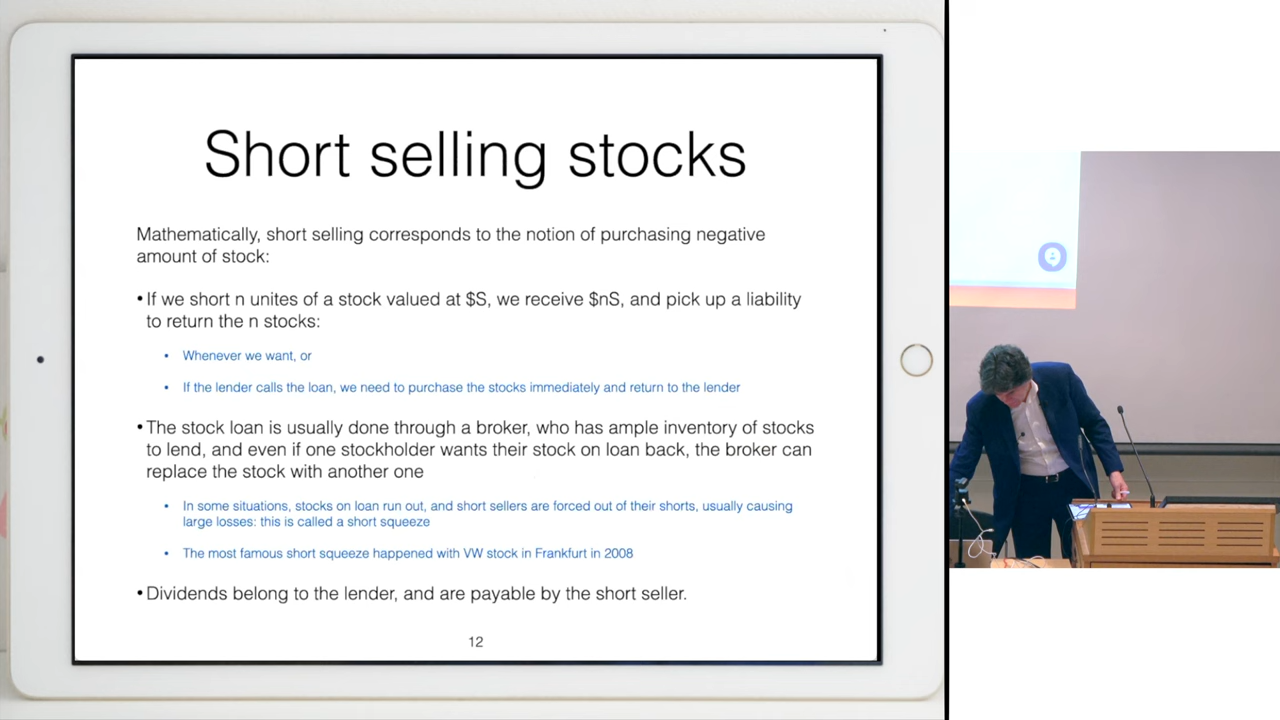 Short selling stocks
Mathematically, short selling corresponds to the notion of purchasing negative
amount of stock:
•If we short n unites of a stock valued at $S, we receive $nS, and pick up a liability
to return the n stocks:
• Whenever we want, or
• If the lender calls the loan, we need to purchase the stocks immediately and return to the lender
•The stock loan is usually done through a broker, who has ample inventory of stocks
to lend, and even if one stockholder wants their stock on loan back, the broker can
replace the stock with another one
• In some situations, stocks on loan run out, and short sellers are forced out of their shorts, usually causing
large losses: this is called a short squeeze
• The most famous short squeeze happened with VW stock in Frankfurt in 2008
•Dividends belong to the lender, and are payable by the short seller.
12